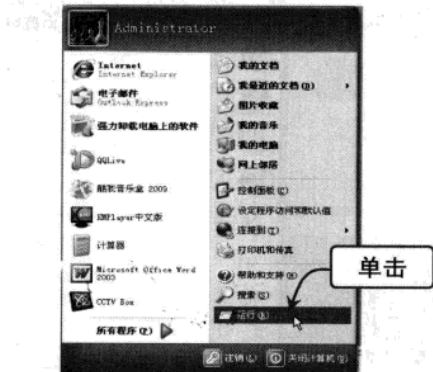 Administrator
Internet
Internet Explorer
电子邮件
Outlook Express
强力卸载电脑上的软件
QQLive
酷我音乐盒 2009
KMPlayer中文版
计算器
Microsoft Office Word 2003
CCTV Box
所有程序(P)
我的文档
我最近的文档(D)
图片收藏
我的音乐
我的电脑
网上邻居
控制面板(C)
设定程序访问和默认值
连接到(T)
打印机和传真
帮助和支持(H)
搜索(S)
运行(R)
注销(L)
关闭计算机(U)
单击